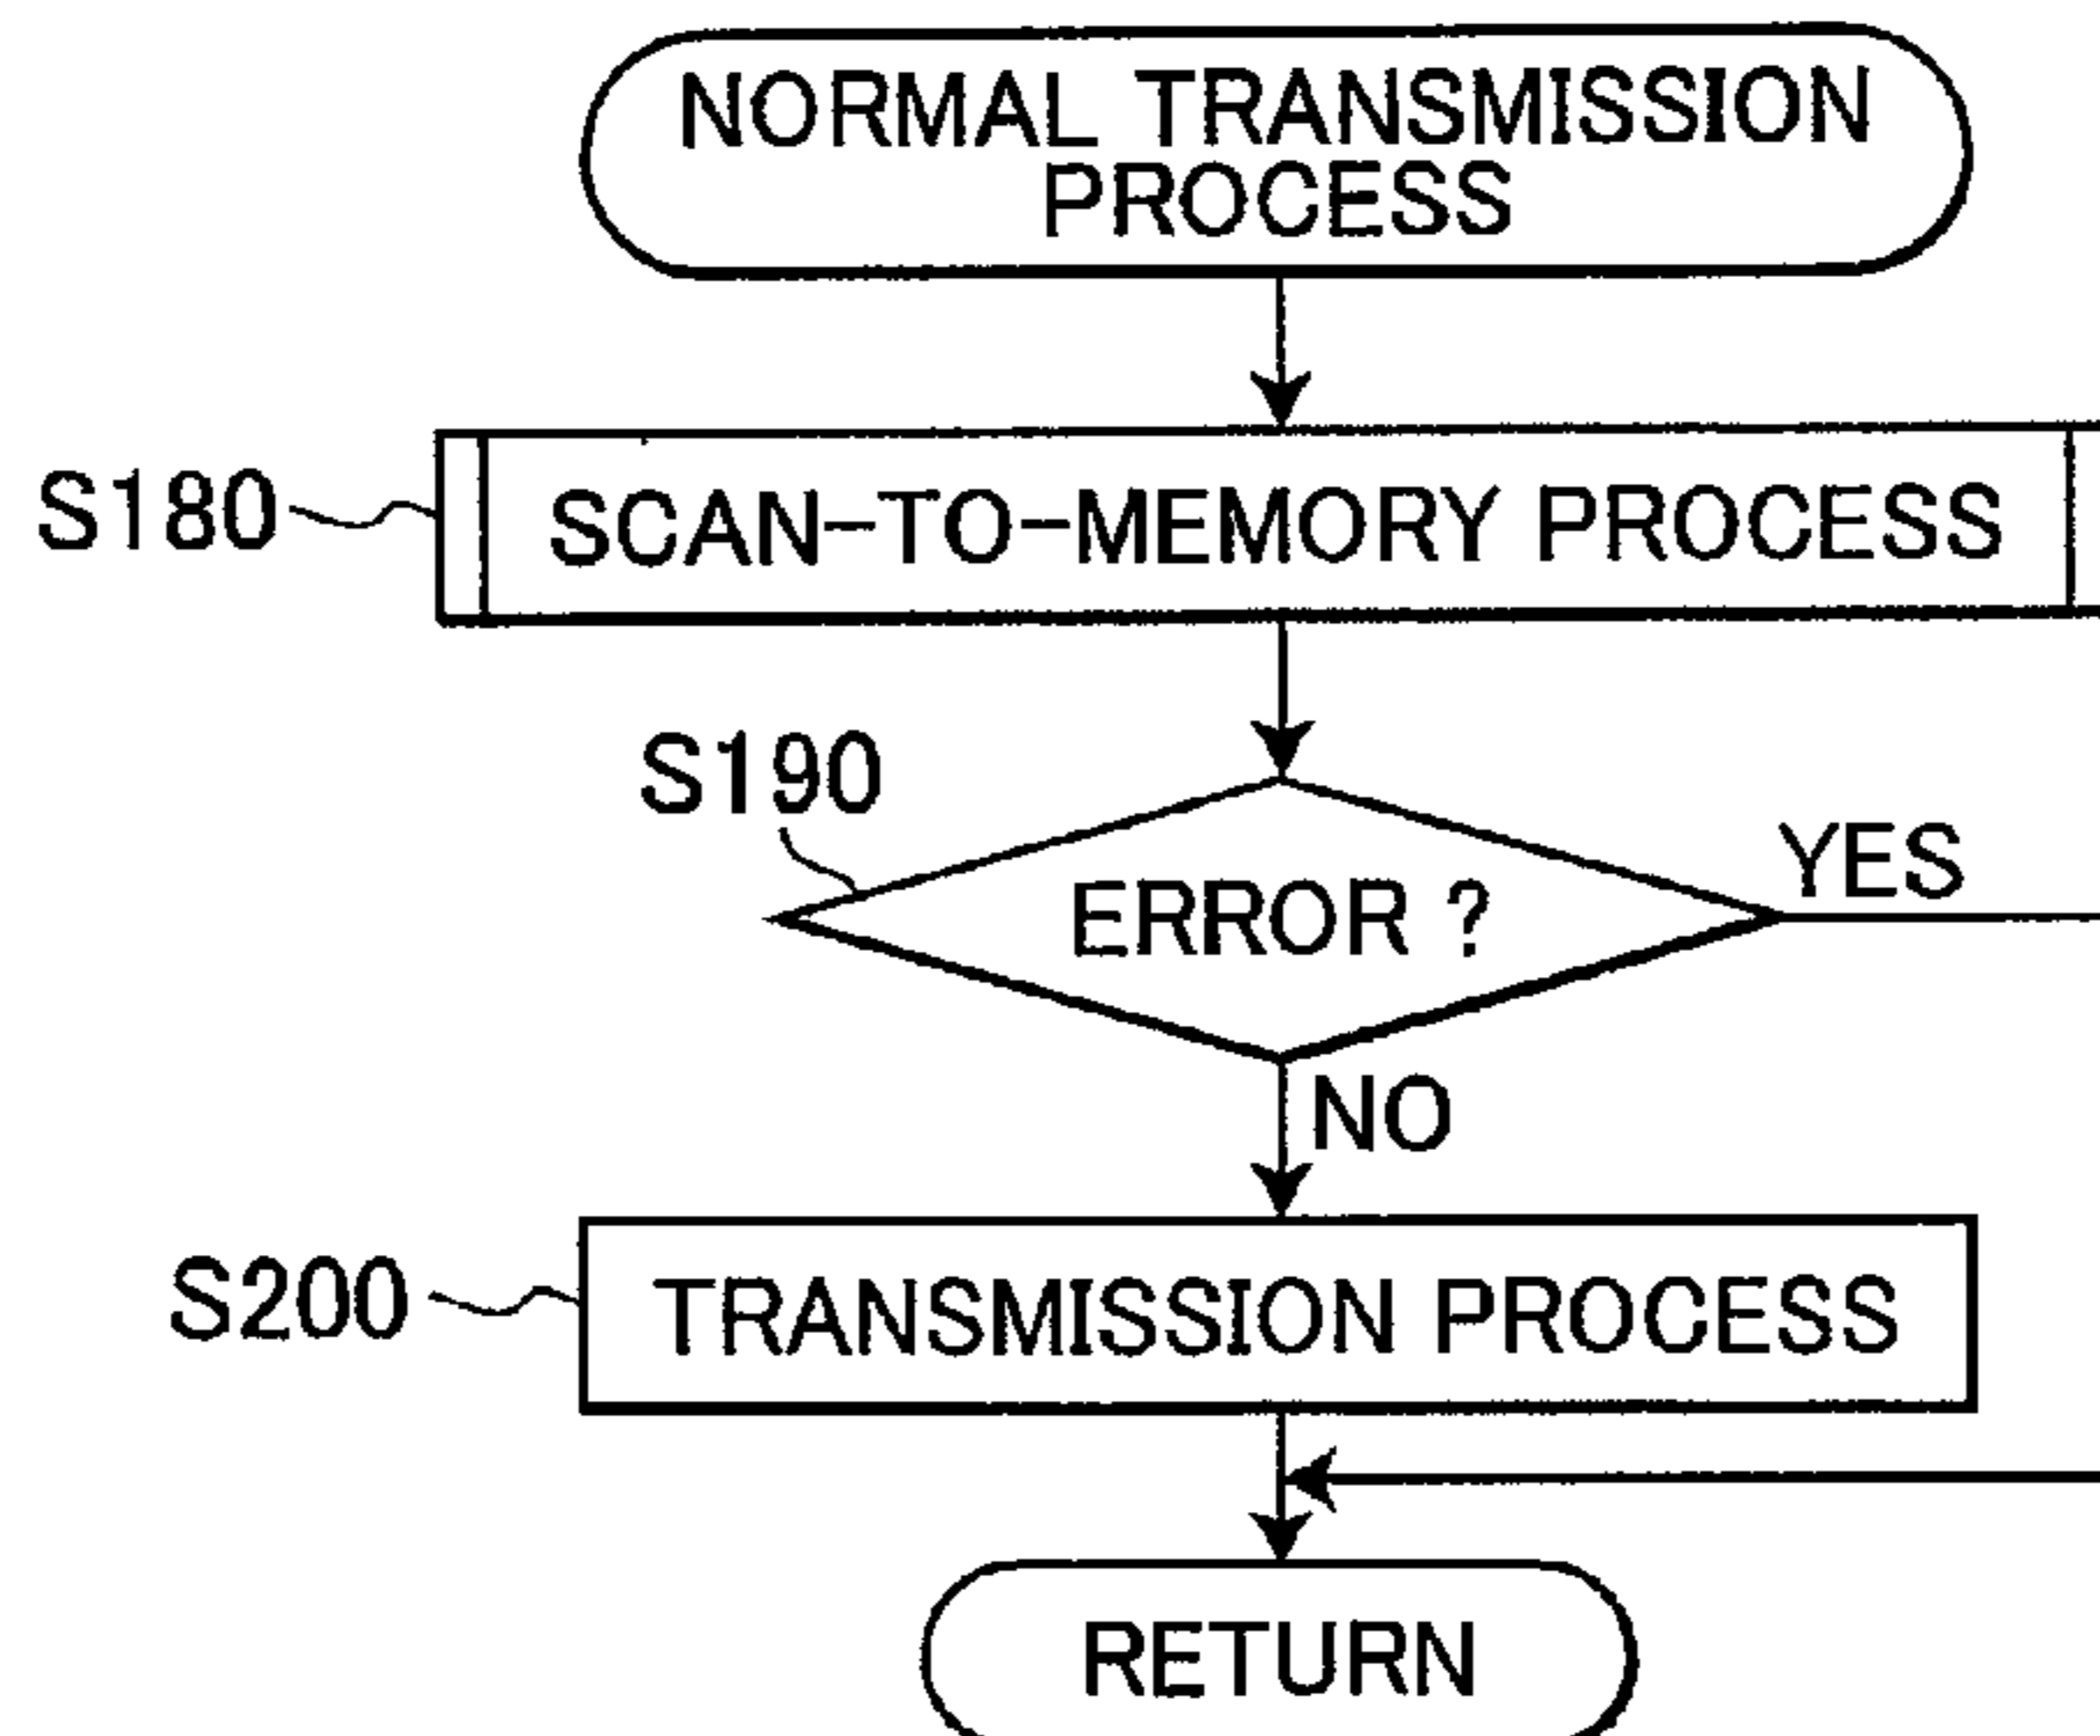 NORMAL TRANSMISSION
PROCESS
S180
SCAN-TO-MEMORY PROCESS
S190
YES
ERROR ?
NO
S200
TRANSMISSION PROCESS
RETURN